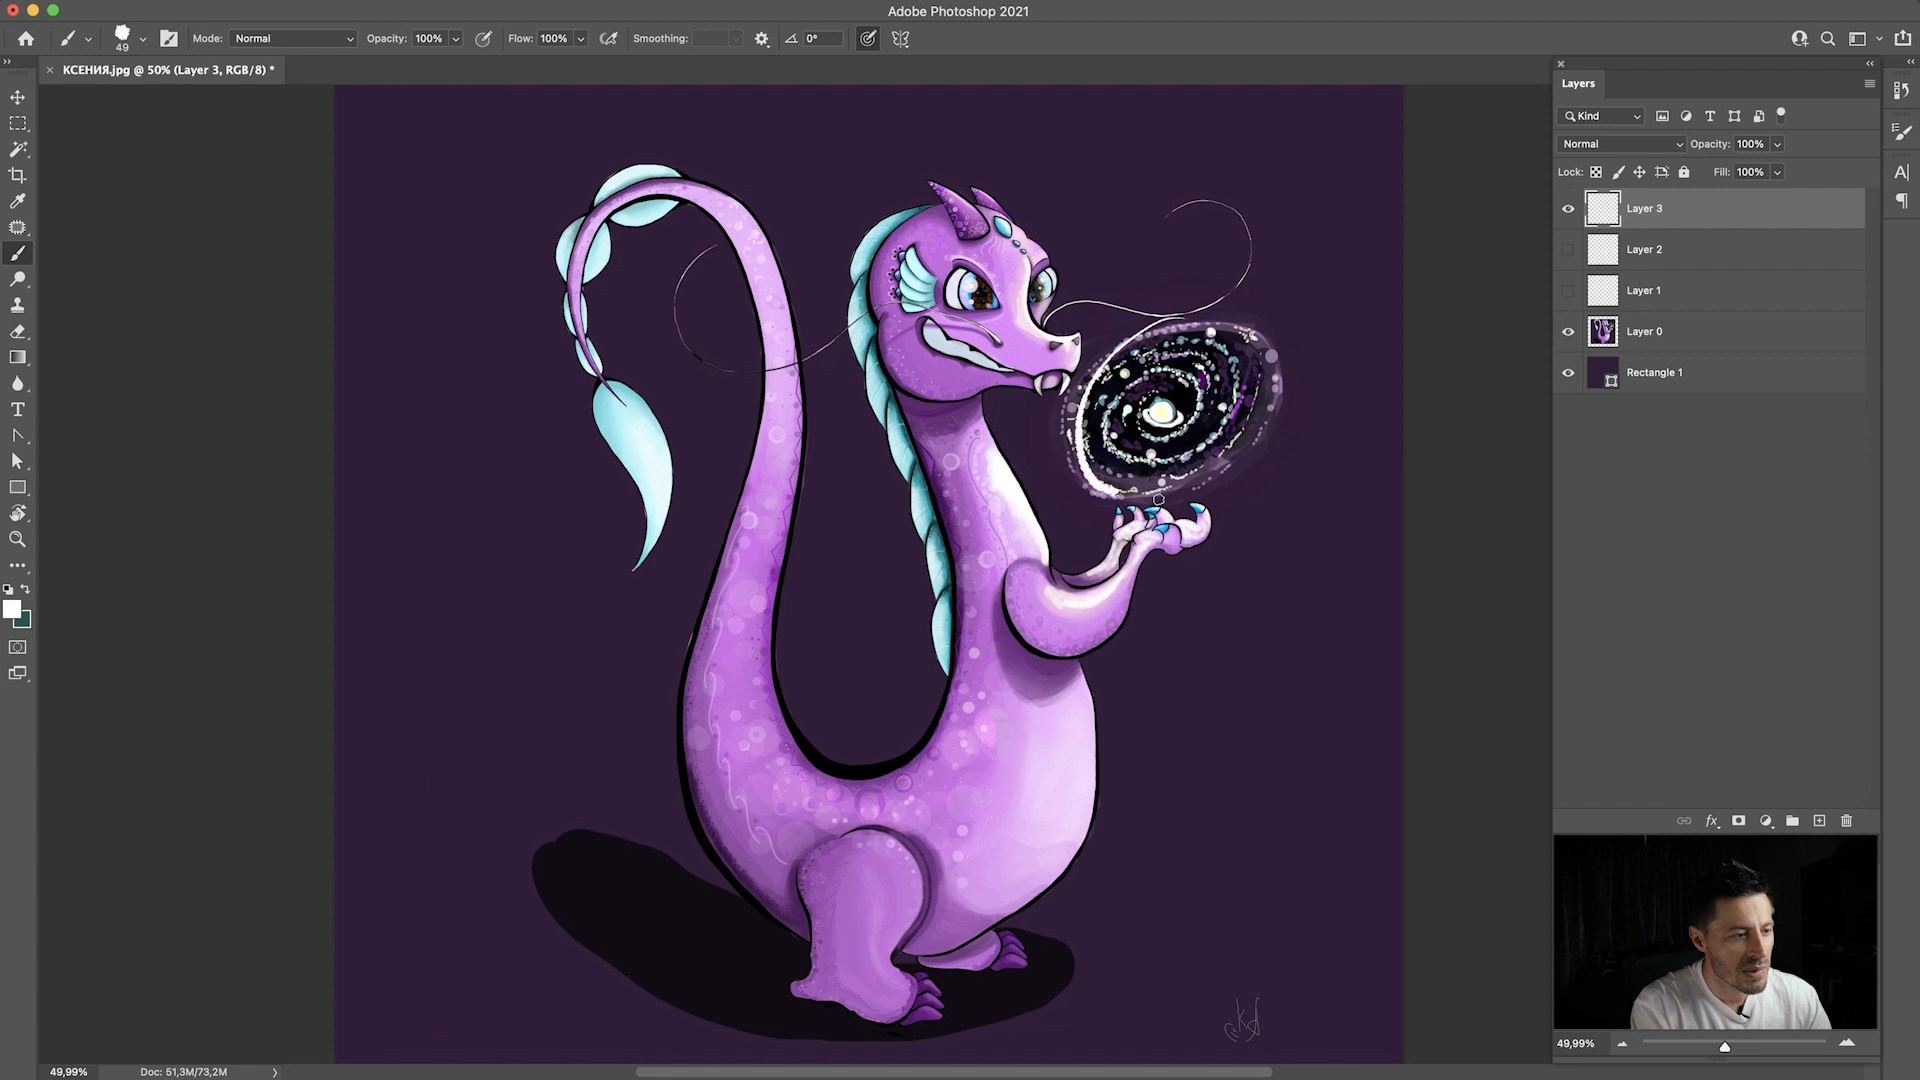 Adobe Photoshop 2021
49
Mode: Normal
Opacity: 100%
Flow: 100%
Smoothing:
0°
КСЕНИЯ.jpg @ 50% (Layer 3, RGB/8) *
Layers
Kind
Normal
Opacity: 100%
Lock:
Fill: 100%
Layer 3
Layer 2
Layer 1
Layer 0
Rectangle 1
49,99%
49,99%
Doc: 51,3M/73,2M